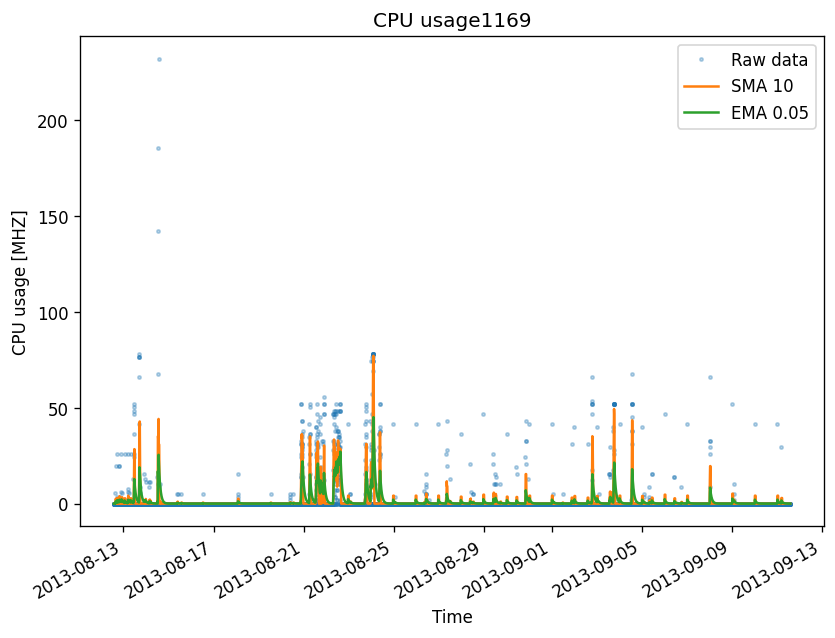 CPU usage1169
Raw data
SMA 10
EMA 0.05
CPU usage [MHZ]
200
150
100
50
0
2013-08-13
2013-08-17
2013-08-21
2013-08-25
2013-08-29
2013-09-01
2013-09-05
2013-09-09
2013-09-13
Time